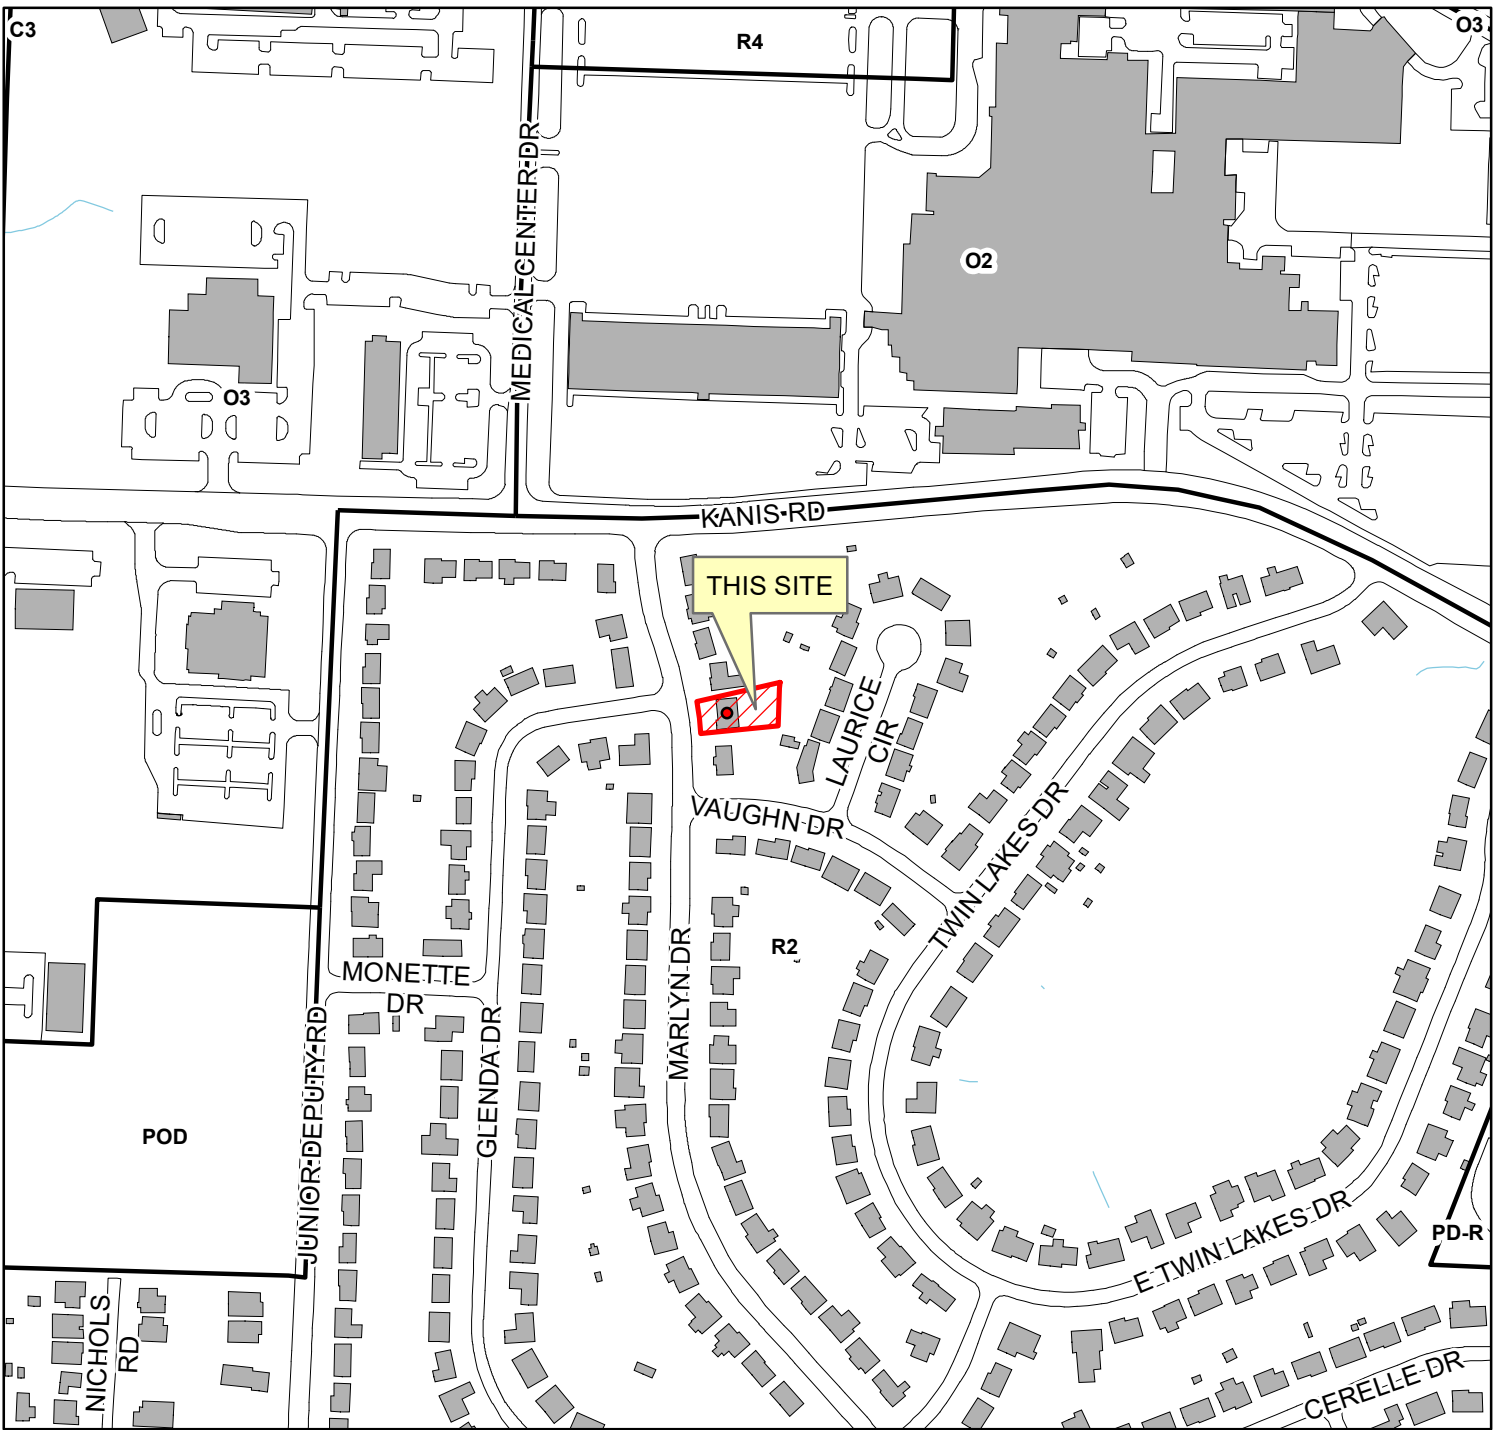 C3
R4
O3
MEDICAL CENTER DR
O2
O3
KANIS RD
THIS SITE
LAURICE
CIR
VAUGHN DR
TWIN LAKES DR
R2
MARLYN DR
MONETTE
DR
GLENDA DR
JUNIOR DEPUTY RD
POD
E TWIN LAKES DR
PD-R
NICHOLS
RD
CERELLE DR